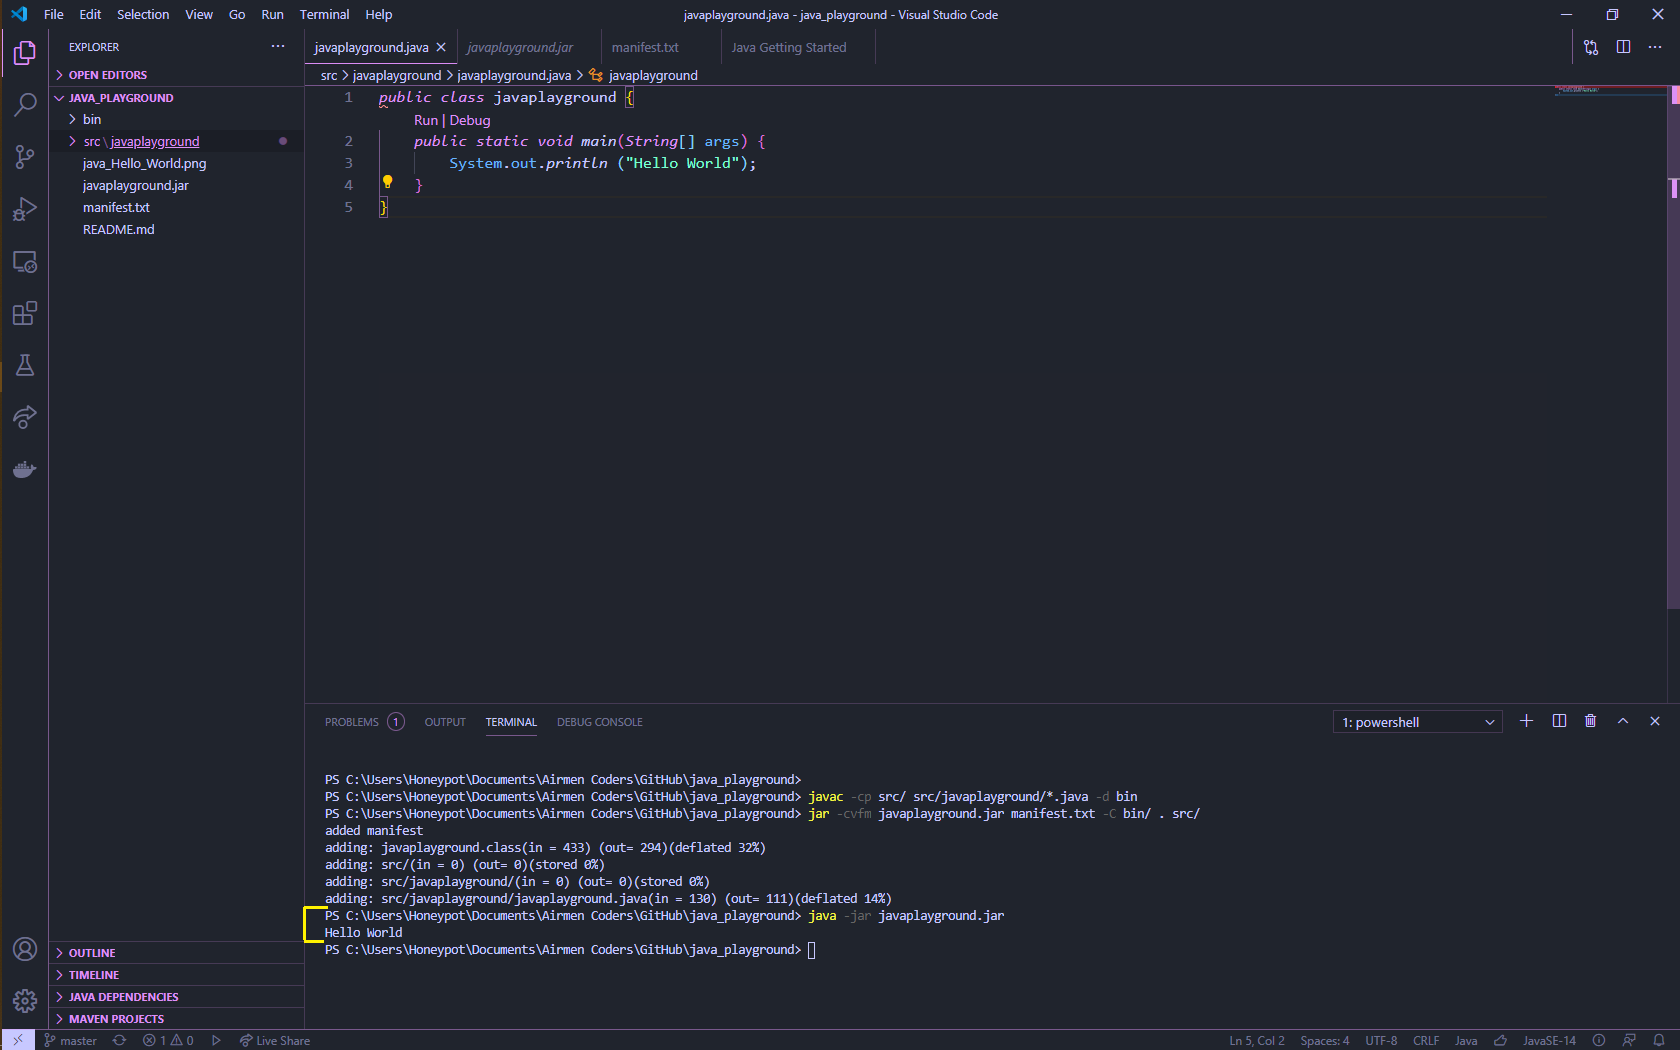 File Edit Selection View Go Run Terminal Help
javaplayground.java - java_playground - Visual Studio Code
EXPLORER
OPEN EDITORS
JAVA_PLAYGROUND
bin
src\javaplayground
java_Hello_World.png
javaplayground.jar
manifest.txt
README.md
OUTLINE
TIMELINE
JAVA DEPENDENCIES
MAVEN PROJECTS
javaplayground.java javaplayground.jar manifest.txt Java Getting Started
src > javaplayground > javaplayground.java > javaplayground
1 public class javaplayground {
Run | Debug
2 public static void main(String[] args) {
3 System.out.println ("Hello World");
4 }
5 }
PROBLEMS 1 OUTPUT TERMINAL DEBUG CONSOLE 1: powershell
PS C:\Users\Honeypot\Documents\Airmen Coders\GitHub\java_playground>
PS C:\Users\Honeypot\Documents\Airmen Coders\GitHub\java_playground> javac -cp src/ src/javaplayground/*.java -d bin
PS C:\Users\Honeypot\Documents\Airmen Coders\GitHub\java_playground> jar -cvfm javaplayground.jar manifest.txt -C bin/ . src/
added manifest
adding: javaplayground.class(in = 433) (out= 294)(deflated 32%)
adding: src/(in = 0) (out= 0)(stored 0%)
adding: src/javaplayground/(in = 0) (out= 0)(stored 0%)
adding: src/javaplayground/javaplayground.java(in = 130) (out= 111)(deflated 14%)
PS C:\Users\Honeypot\Documents\Airmen Coders\GitHub\java_playground> java -jar javaplayground.jar
Hello World
PS C:\Users\Honeypot\Documents\Airmen Coders\GitHub\java_playground>
master 1 0 Live Share Ln 5, Col 2 Spaces: 4 UTF-8 CRLF Java JavaSE-14